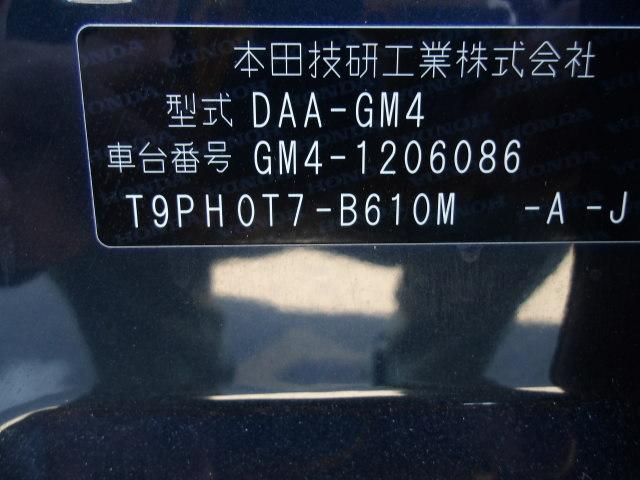 本田技研工業株式会社
型式 DAA-GM4
車台番号 GM4-1206086
T9PH0T7-B610M -A -J